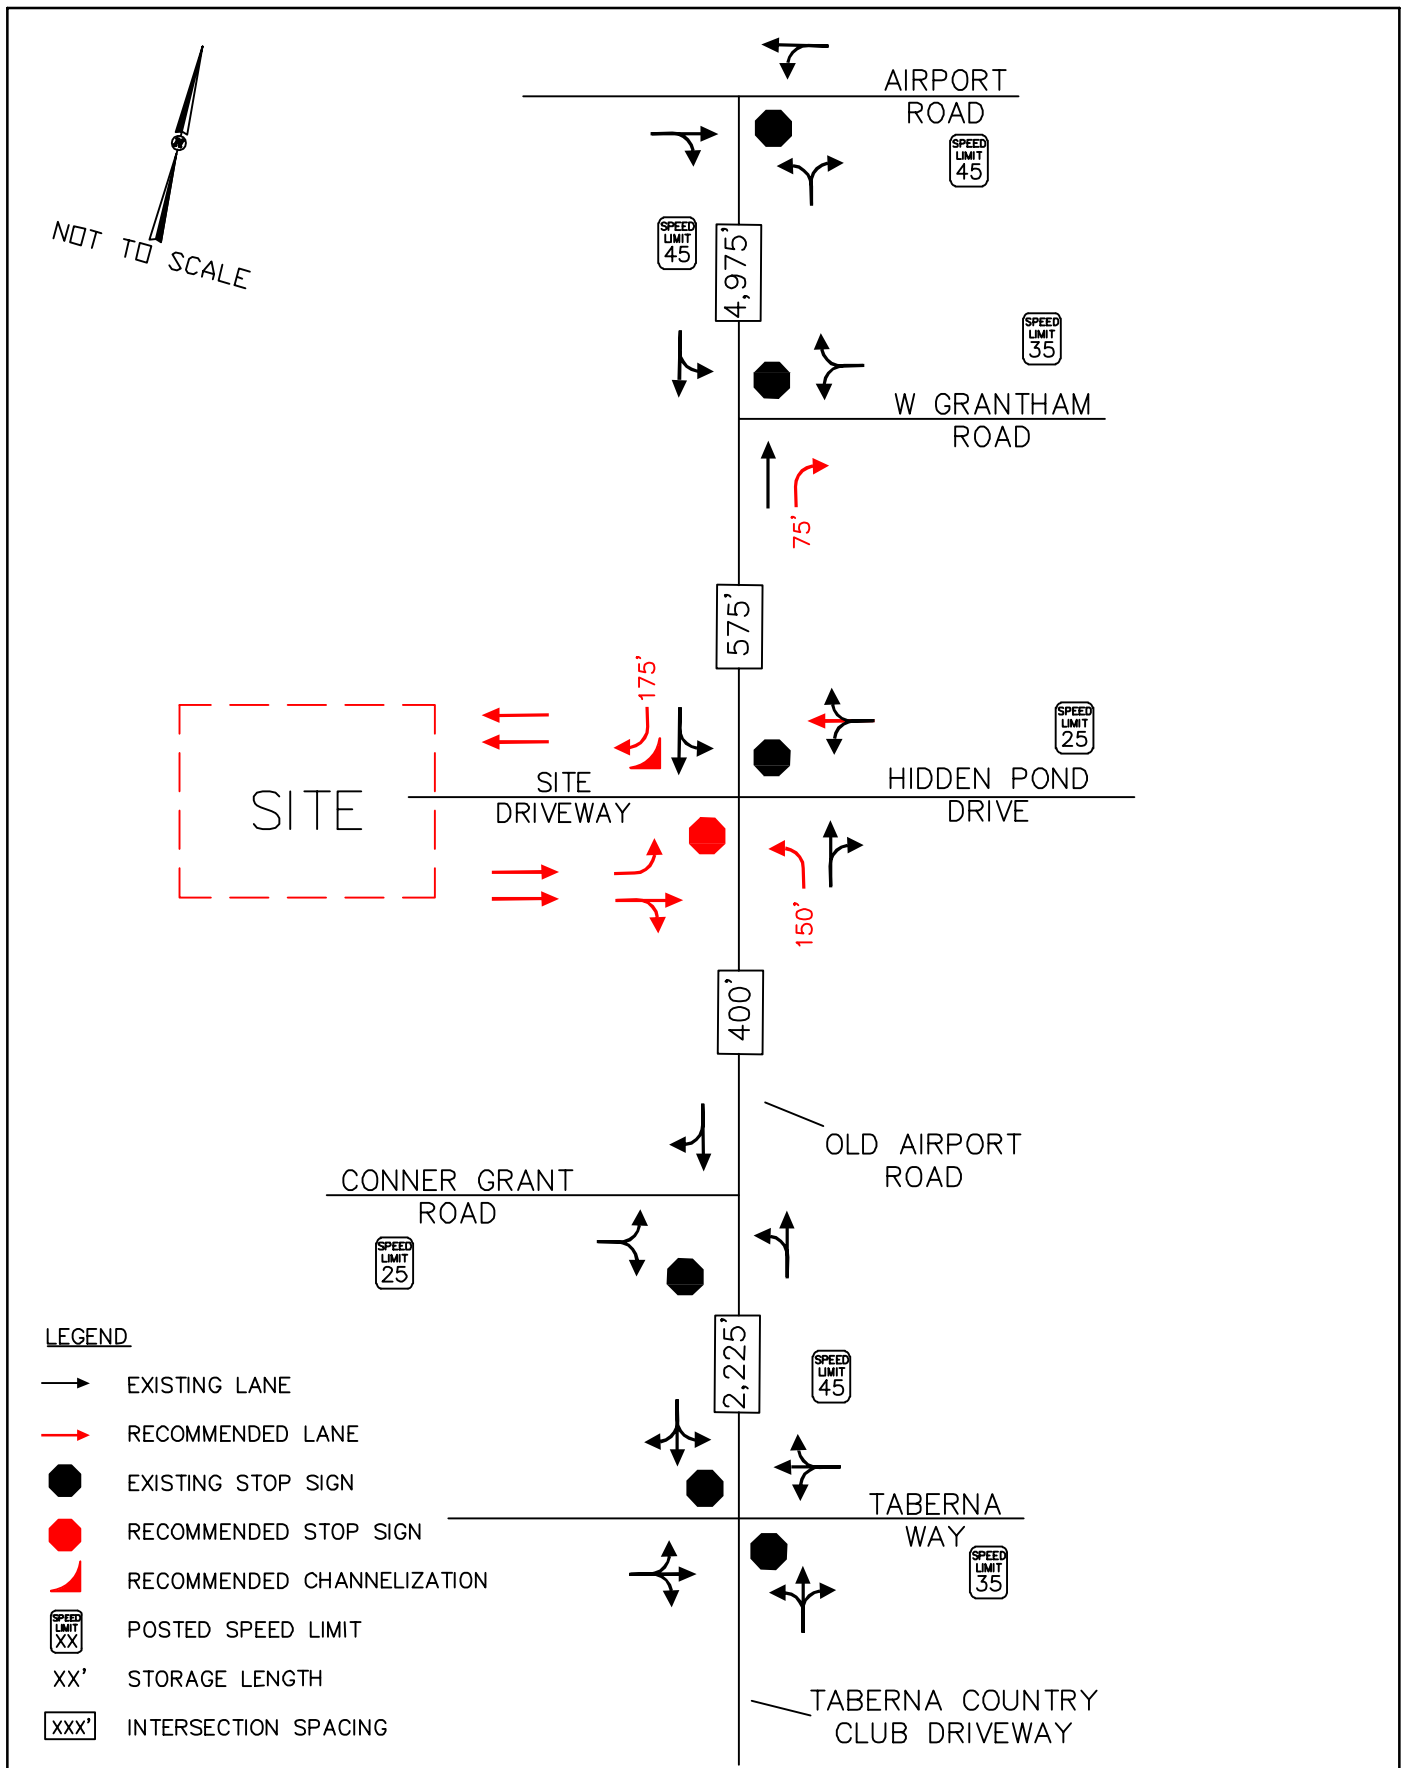 AIRPORT
ROAD
SPEED
LIMIT
45
N
NOT TO SCALE
SPEED
LIMIT
45
4,975'
SPEED
LIMIT
35
W GRANTHAM
ROAD
75'
575'
175'
SPEED
LIMIT
25
SITE
SITE
DRIVEWAY
HIDDEN POND
DRIVE
150'
400'
OLD AIRPORT
ROAD
CONNER GRANT
ROAD
SPEED
LIMIT
25
2,225'
SPEED
LIMIT
45
TABERNA
WAY
SPEED
LIMIT
35
TABERNA COUNTRY
CLUB DRIVEWAY
LEGEND
EXISTING LANE
RECOMMENDED LANE
EXISTING STOP SIGN
RECOMMENDED STOP SIGN
RECOMMENDED CHANNELIZATION
SPEED
LIMIT
XX
POSTED SPEED LIMIT
XX' STORAGE LENGTH
XXX' INTERSECTION SPACING